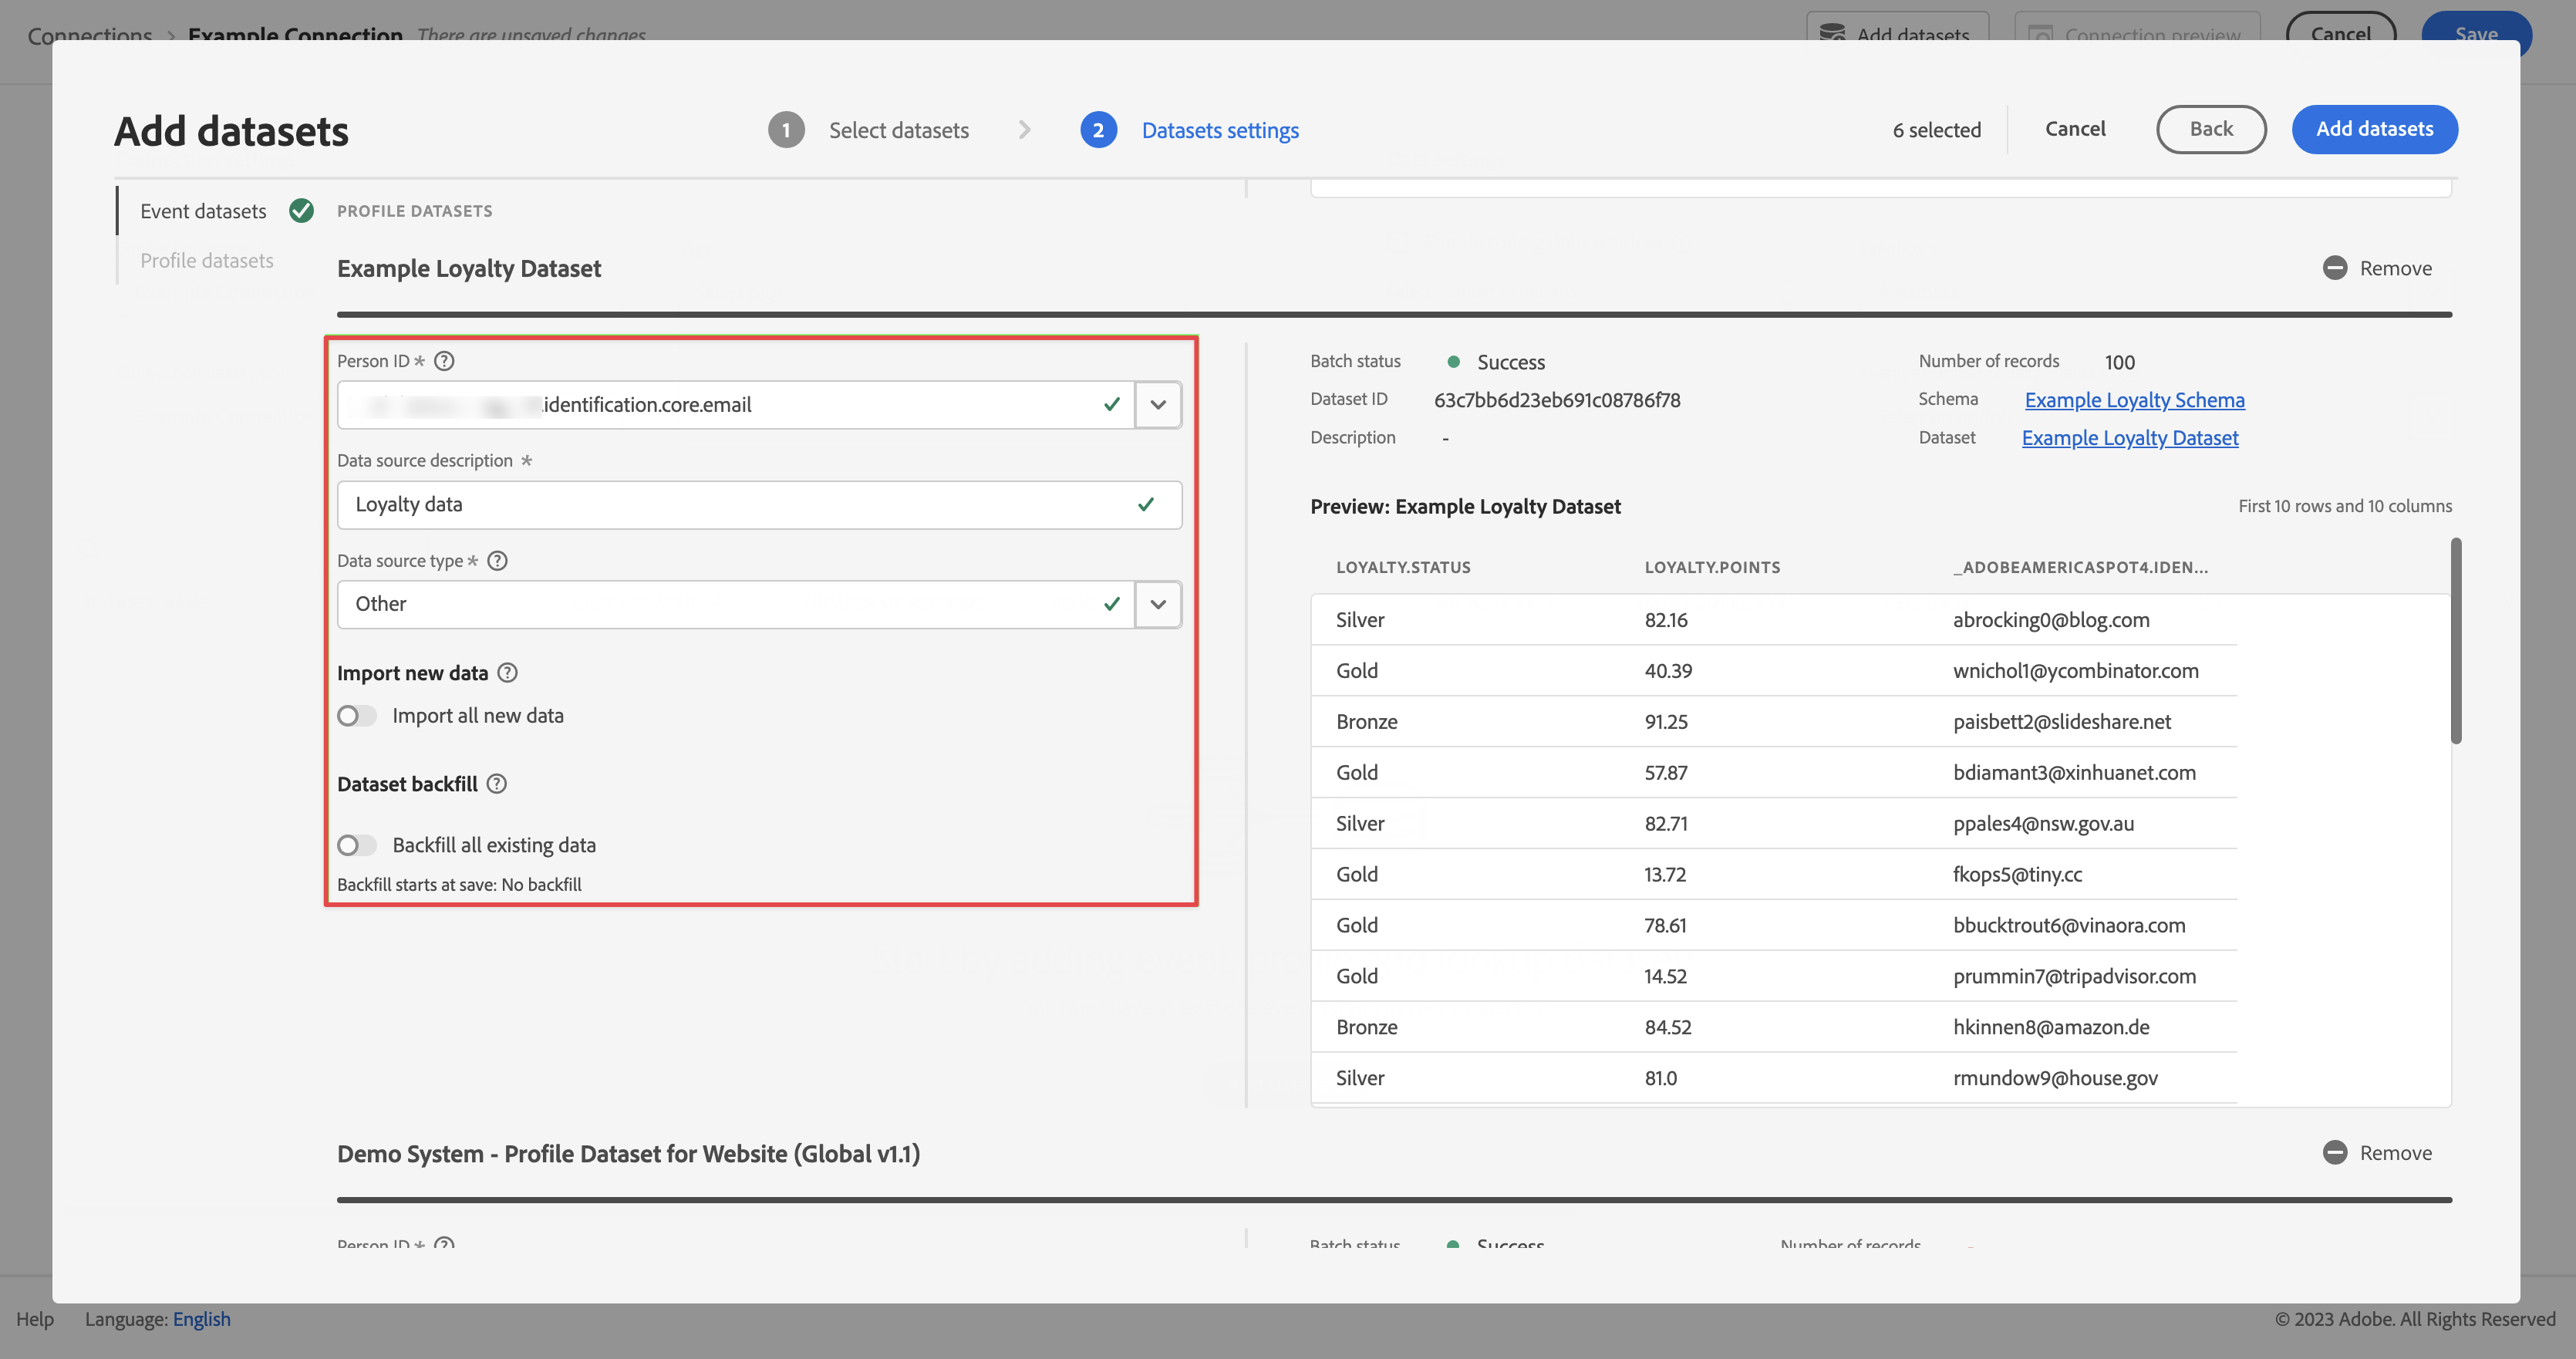 Connections > Example Connection There are unsaved changes
Add datasets Connection preview Cancel Save
Add datasets
1 Select datasets > 2 Datasets settings
6 selected Cancel Back Add datasets
Event datasets
Profile datasets
PROFILE DATASETS
Example Loyalty Dataset
Remove
Person ID *
.identification.core.email
Data source description *
Loyalty data
Data source type *
Other
Import new data
Import all new data
Dataset backfill
Backfill all existing data
Backfill starts at save: No backfill
Batch status Success
Dataset ID 63c7bb6d23eb691c08786f78
Description -
Number of records 100
Schema Example Loyalty Schema
Dataset Example Loyalty Dataset
Preview: Example Loyalty Dataset
First 10 rows and 10 columns
LOYALTY.STATUS LOYALTY.POINTS _ADOBEAMERICASPOT4.IDEN...
Silver 82.16 abrocking0@blog.com
Gold 40.39 wnichol1@ycombinator.com
Bronze 91.25 paisbett2@slideshare.net
Gold 57.87 bdiamant3@xinhuanet.com
Silver 82.71 ppales4@nsw.gov.au
Gold 13.72 fkops5@tiny.cc
Gold 78.61 bbucktrout6@vinaora.com
Gold 14.52 prummin7@tripadvisor.com
Bronze 84.52 hkinnen8@amazon.de
Silver 81.0 rmundow9@house.gov
Demo System - Profile Dataset for Website (Global v1.1)
Remove
Person ID *
Batch status Success
Number of records -
Help Language: English
© 2023 Adobe. All Rights Reserved